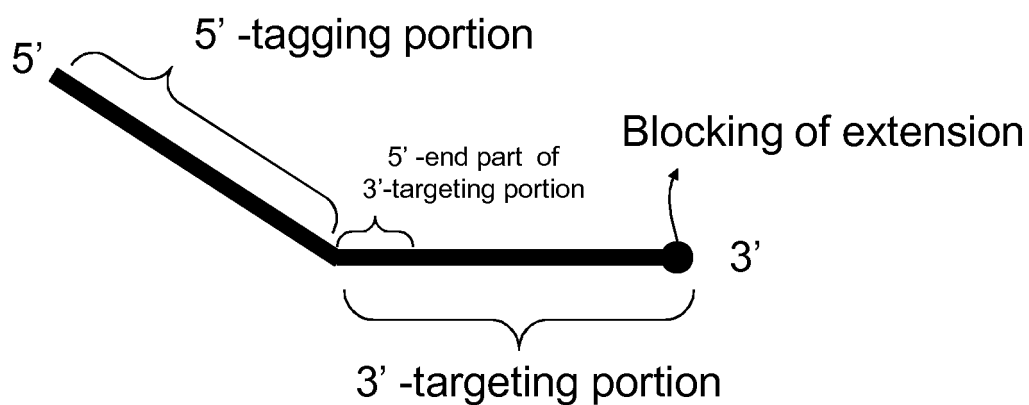 5’ -tagging portion
5’
Blocking of extension
5’ -end part of
3’-targeting portion
3’
3’ -targeting portion